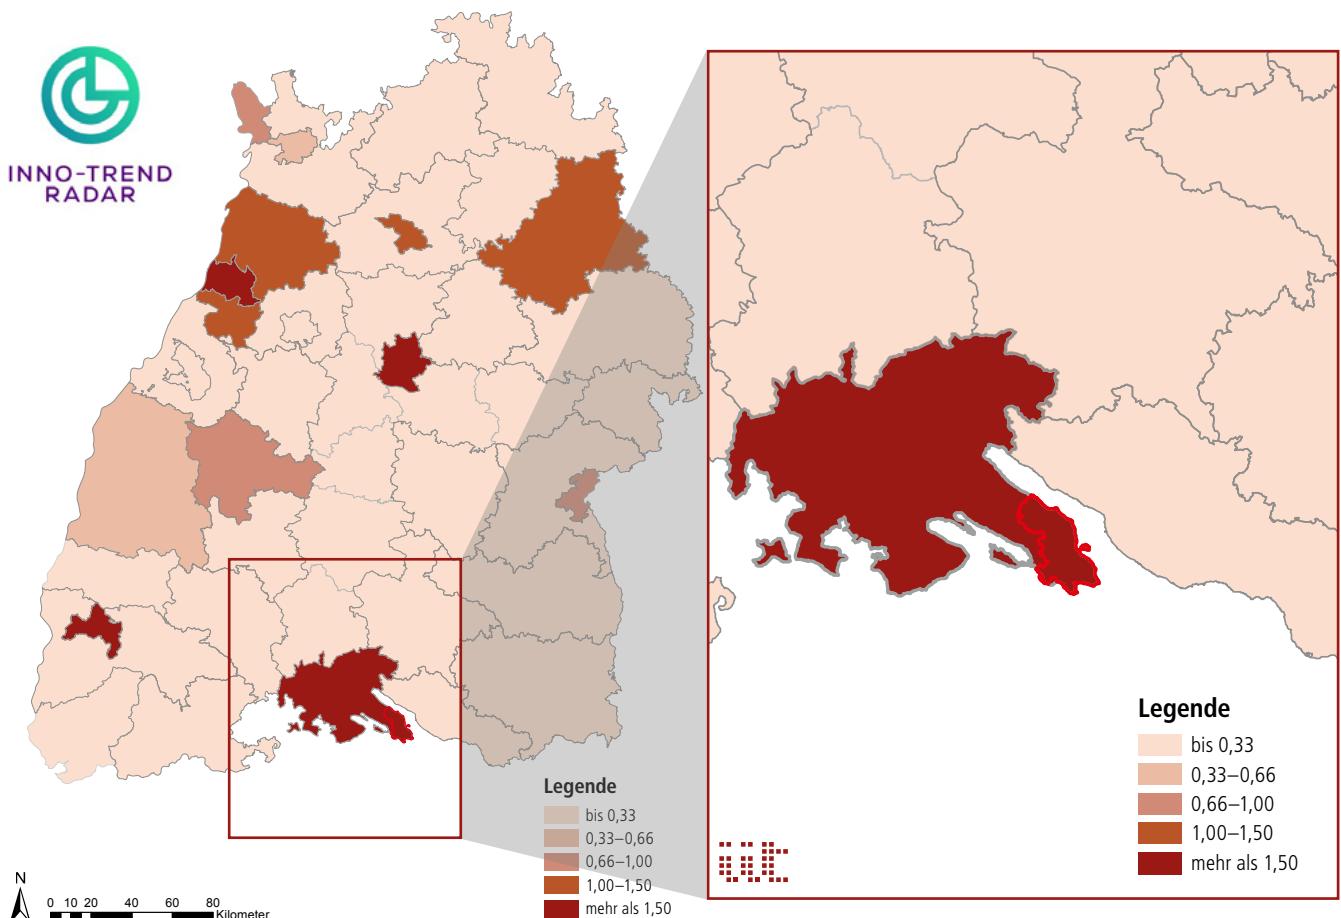 INNO-TREND
RADAR
Legende
bis 0,33
0,33–0,66
0,66–1,00
1,00–1,50
mehr als 1,50
N
0 10 20 40 60 80
Kilometer
Legende
bis 0,33
0,33–0,66
0,66–1,00
1,00–1,50
mehr als 1,50